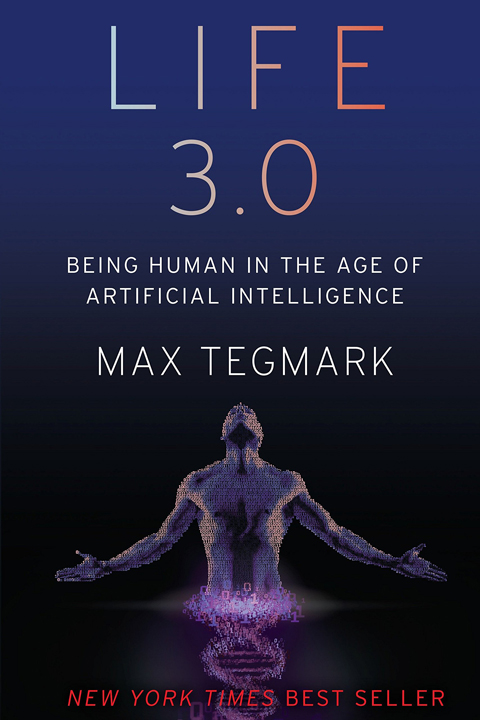 LIFE
3.0
BEING HUMAN IN THE AGE OF
ARTIFICIAL INTELLIGENCE
MAX TEGMARK
NEW YORK TIMES BEST SELLER